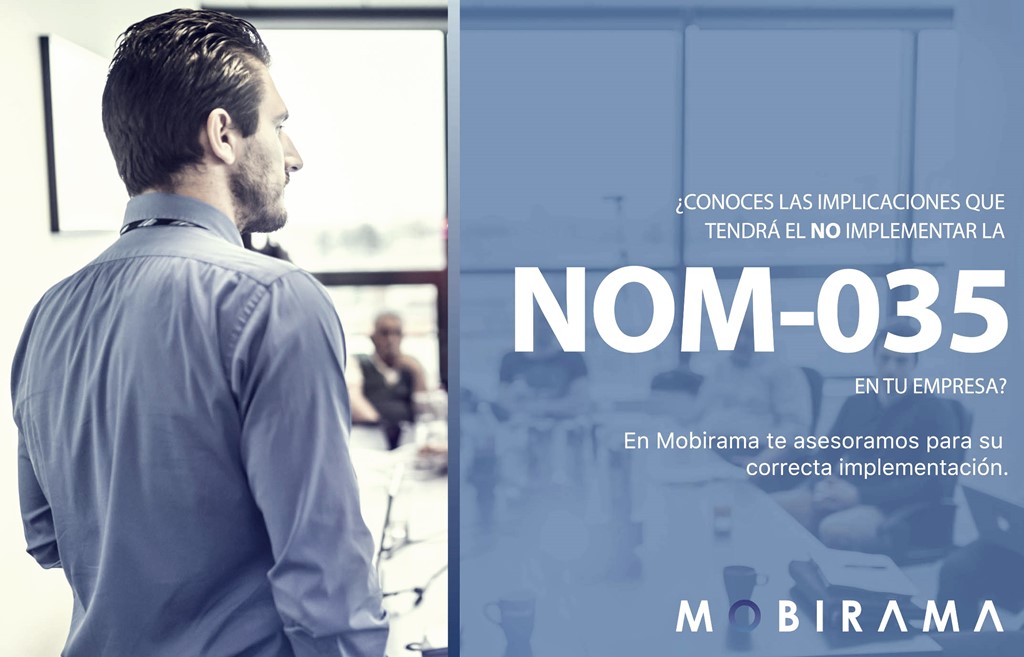 ¿CONOCES LAS IMPLICACIONES QUE
TENDRÁ EL NO IMPLEMENTAR LA
NOM-035
EN TU EMPRESA?
En Mobirama te asesoramos para su
correcta implementación.
MOBIRAMA